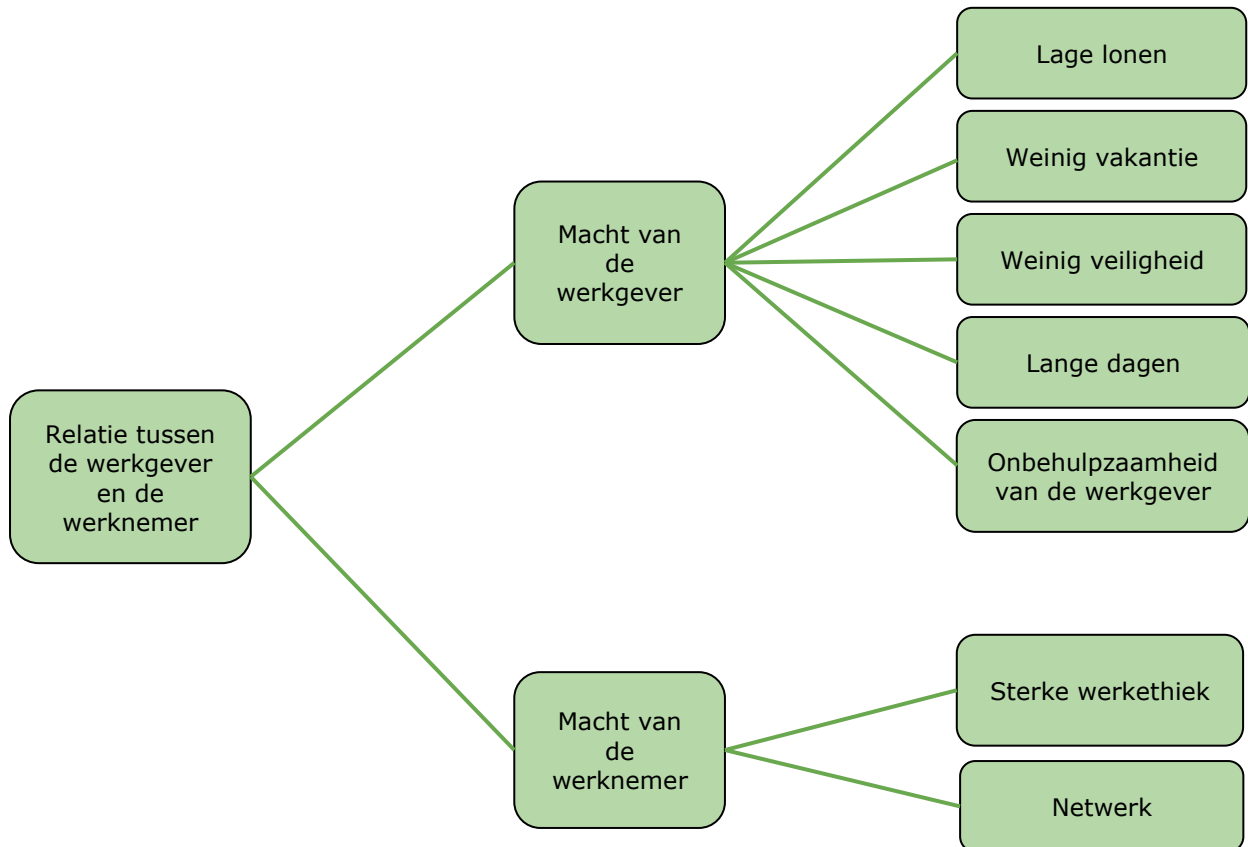 Relatie tussen
de werkgever
en de
werknemer
Macht van
de
werkgever
Lage lonen
Weinig vakantie
Weinig veiligheid
Lange dagen
Onbehulpzaamheid
van de werkgever
Macht van
de
werknemer
Sterke werkethiek
Netwerk